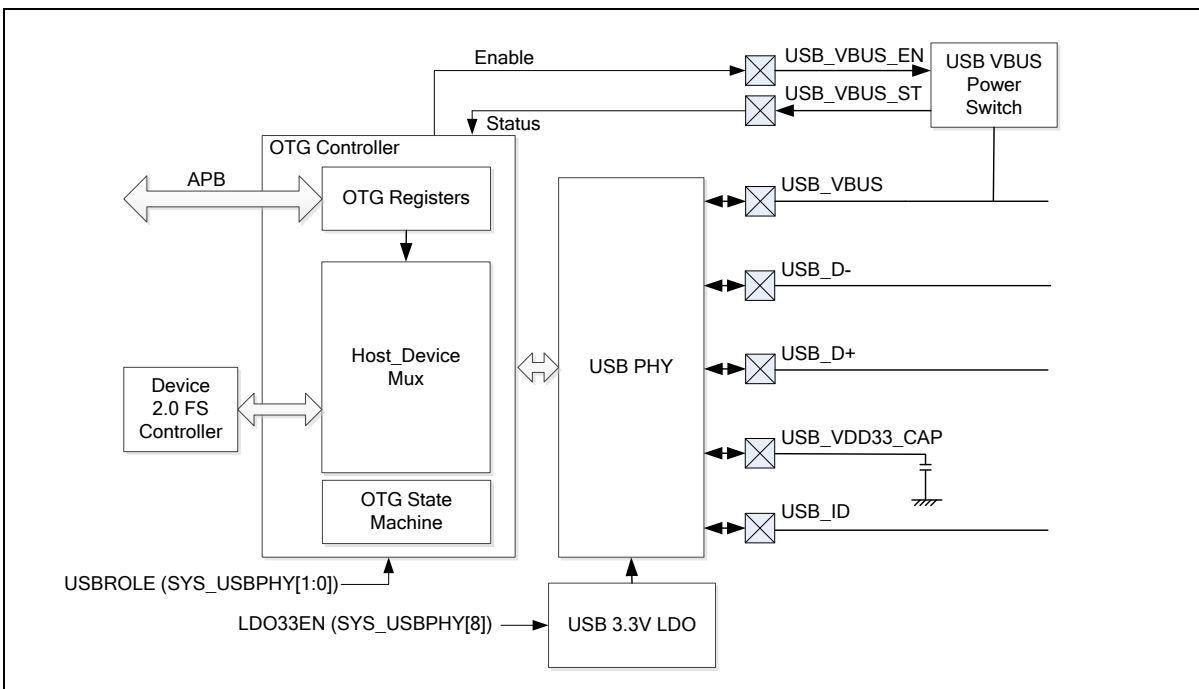 Enable
USB_VBUS_EN
USB VBUS
Power
Switch
USB_VBUS_ST
Status
OTG Controller
APB
OTG Registers
USB_VBUS
USB_D-
Host_Device
Mux
USB PHY
USB_D+
Device
2.0 FS
Controller
USB_VDD33_CAP
OTG State
Machine
USB_ID
USBROLE (SYS_USBPHY[1:0])
LDO33EN (SYS_USBPHY[8])
USB 3.3V LDO